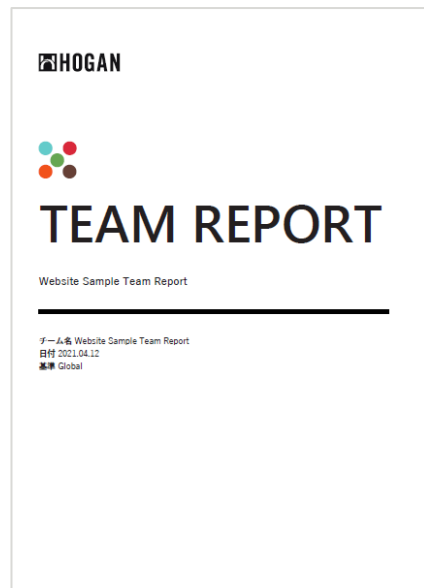 HOGAN
TEAM REPORT
Website Sample Team Report
チーム名 Website Sample Team Report
日付 2021.04.12
基準 Global